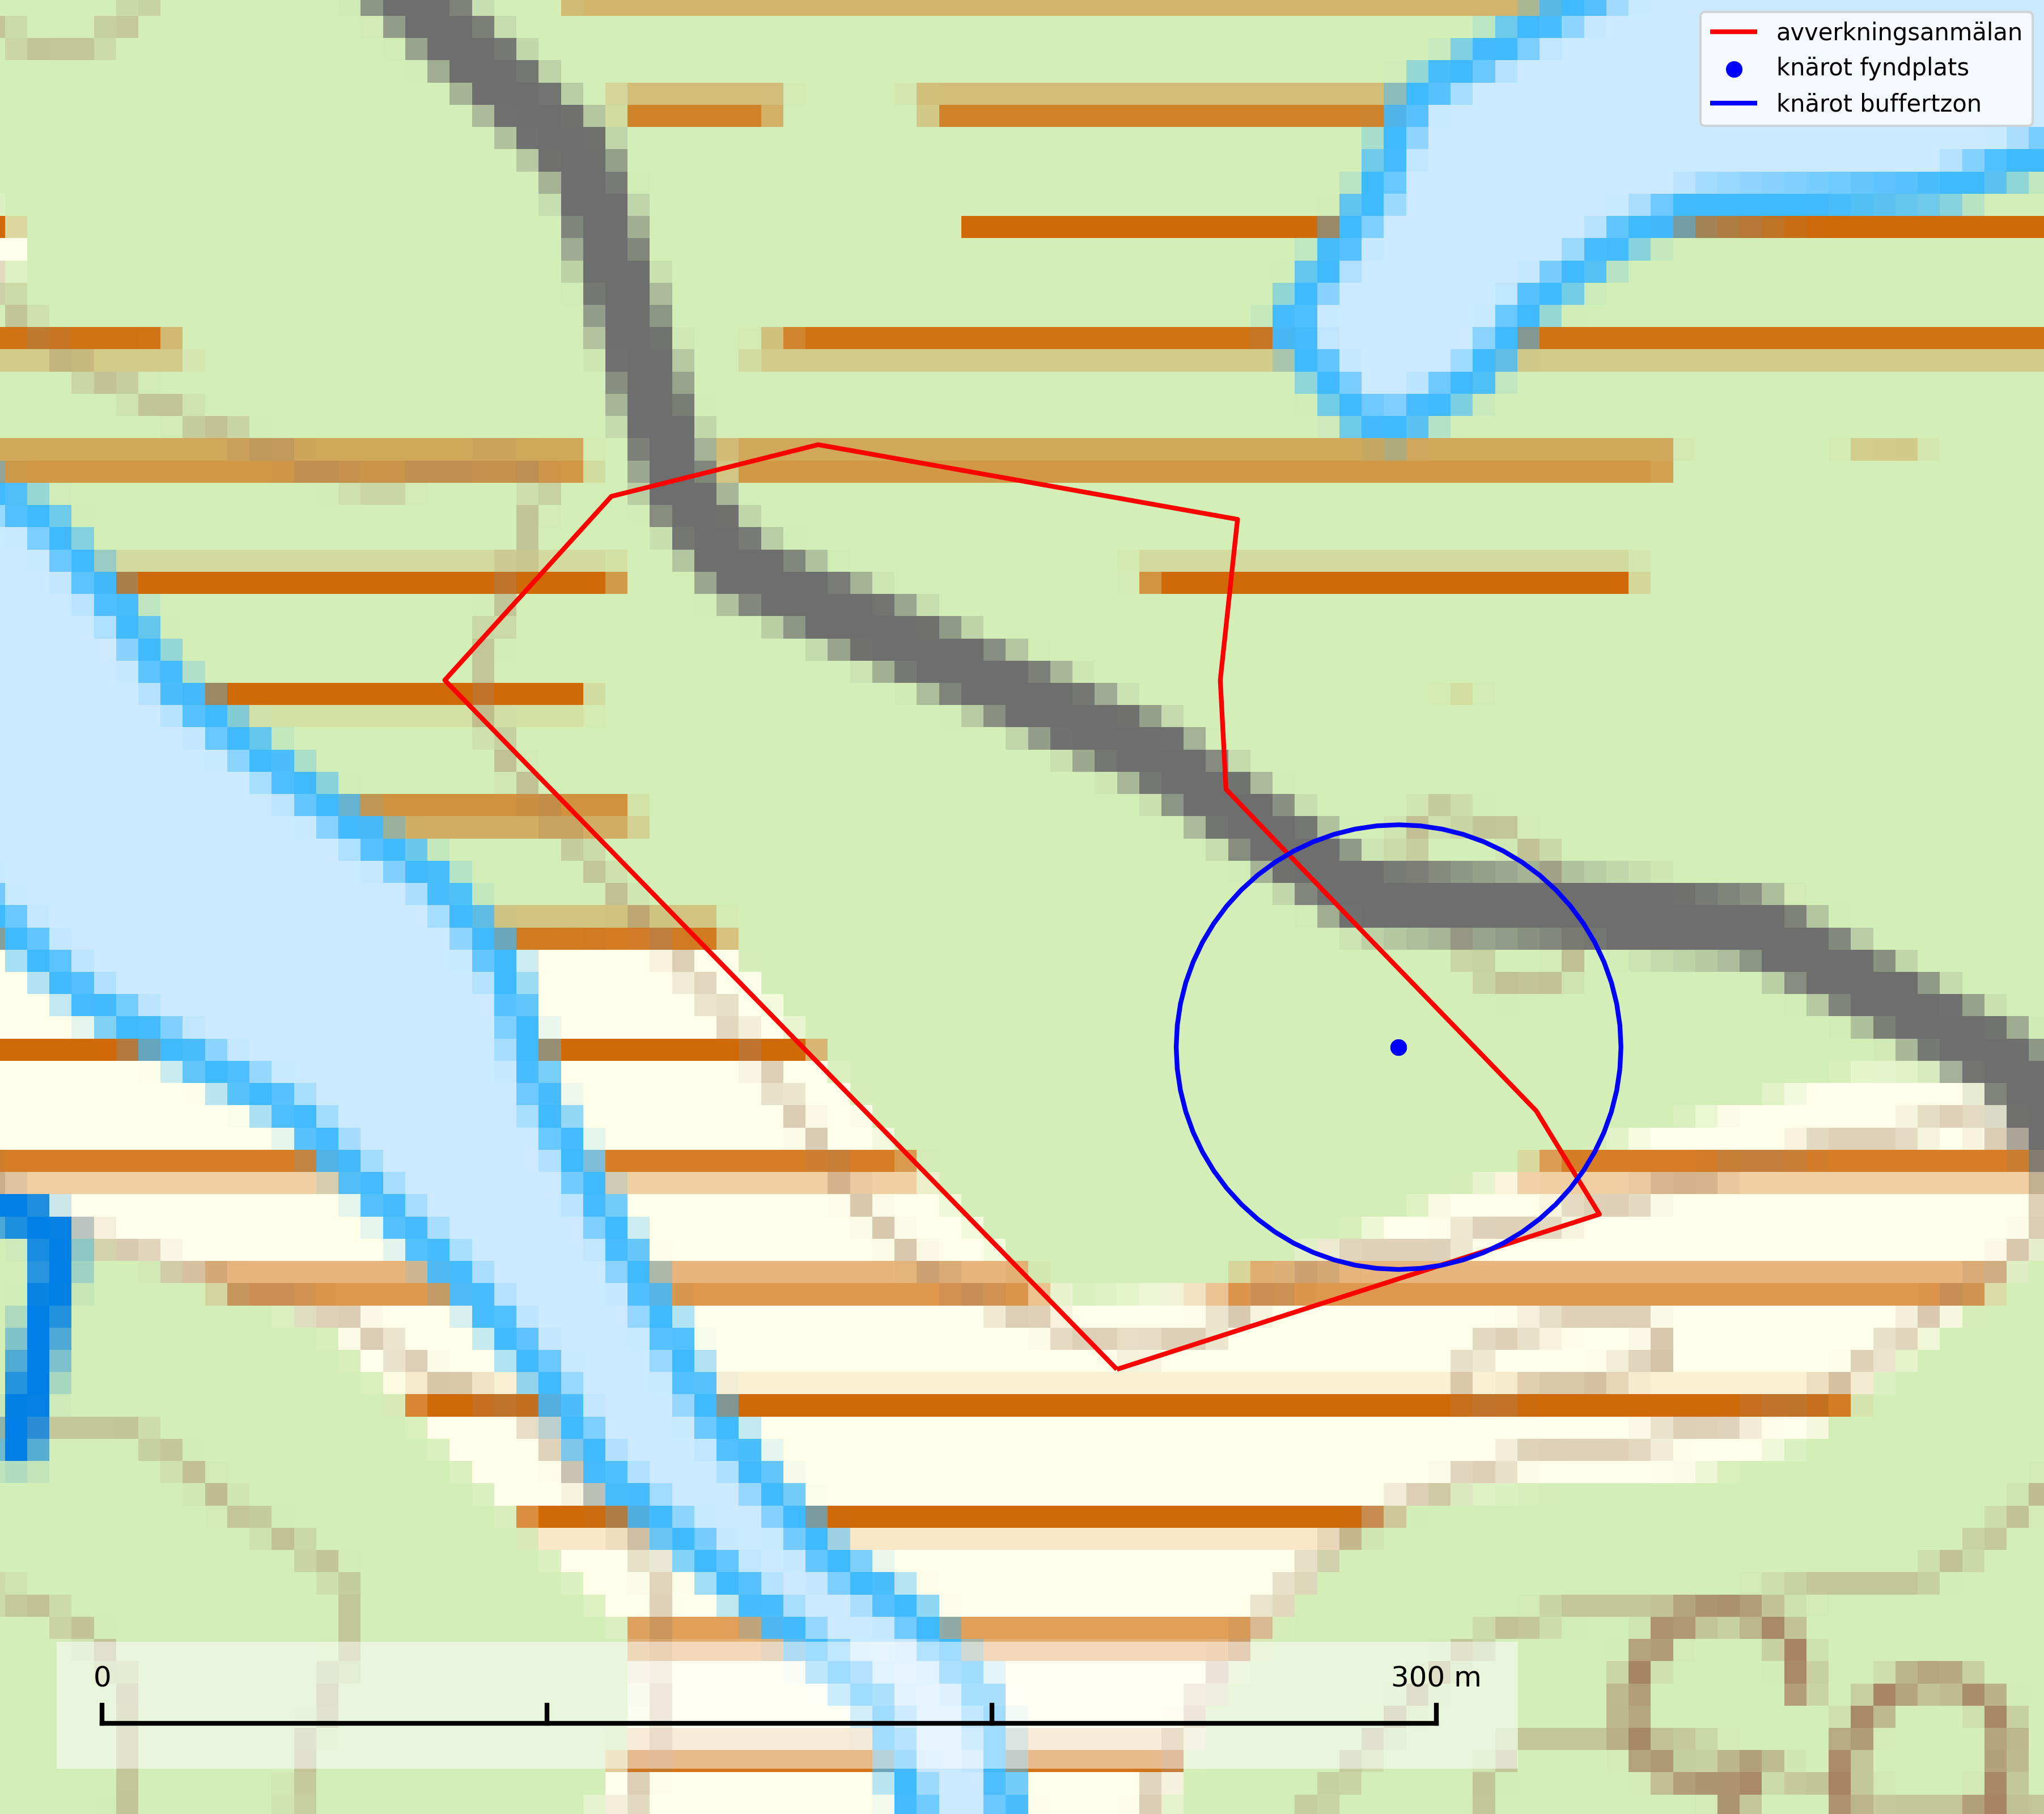 avverkningsanmälan
knärot fyndplats
knärot buffertzon
0 300 m